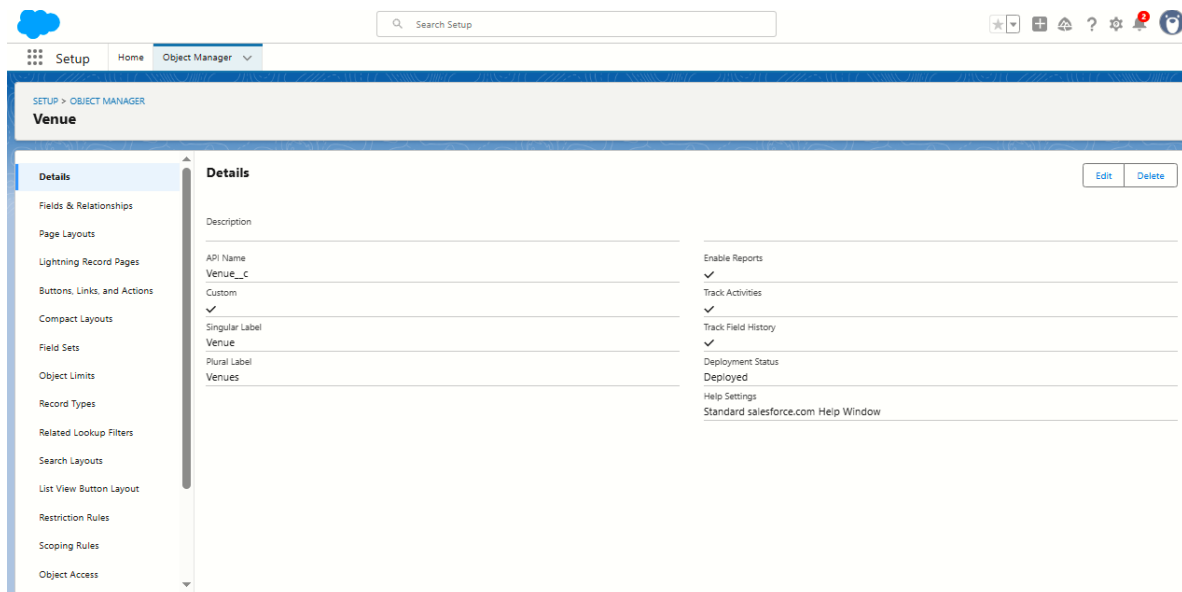 Search Setup
2
Setup
Home
Object Manager
SETUP > OBJECT MANAGER
Venue
Details
Fields & Relationships
Page Layouts
Lightning Record Pages
Buttons, Links, and Actions
Compact Layouts
Field Sets
Object Limits
Record Types
Related Lookup Filters
Search Layouts
List View Button Layout
Restriction Rules
Scoping Rules
Object Access
Details
Edit
Delete
Description
API Name
Venue__c
Custom
Singular Label
Venue
Plural Label
Venues
Enable Reports
Track Activities
Track Field History
Deployment Status
Deployed
Help Settings
Standard salesforce.com Help Window